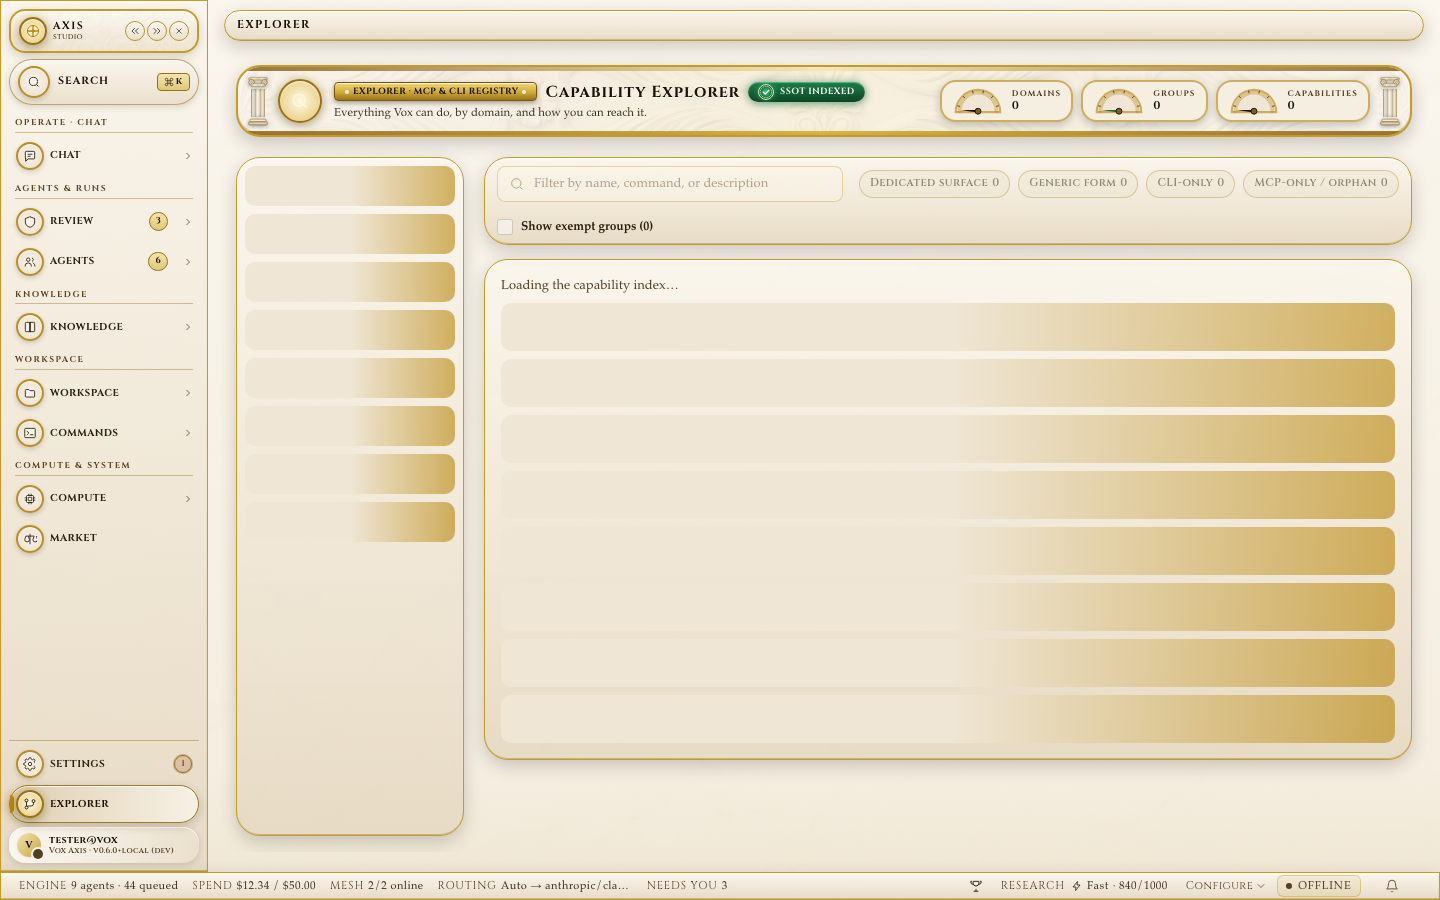 AXIS
STUDIO
SEARCH
⌘K
OPERATE · CHAT
CHAT
AGENTS & RUNS
REVIEW 3
AGENTS 6
KNOWLEDGE
KNOWLEDGE
WORKSPACE
WORKSPACE
COMMANDS
COMPUTE & SYSTEM
COMPUTE
MARKET
SETTINGS 1
EXPLORER
V
TESTER@VOX
VOX AXIS · V0.6.0+LOCAL (DEV)
EXPLORER
EXPLORER · MCP & CLI REGISTRY
CAPABILITY EXPLORER
SSOT INDEXED
Everything Vox can do, by domain, and how you can reach it.
DOMAINS
0
GROUPS
0
CAPABILITIES
0
Filter by name, command, or description
DEDICATED SURFACE 0
GENERIC FORM 0
CLI-ONLY 0
MCP-ONLY / ORPHAN 0
Show exempt groups (0)
Loading the capability index…
ENGINE 9 agents · 44 queued
SPEND $12.34 / $50.00
MESH 2/2 online
ROUTING Auto → anthropic/cla…
NEEDS YOU 3
RESEARCH Fast · 840/1000
CONFIGURE
OFFLINE